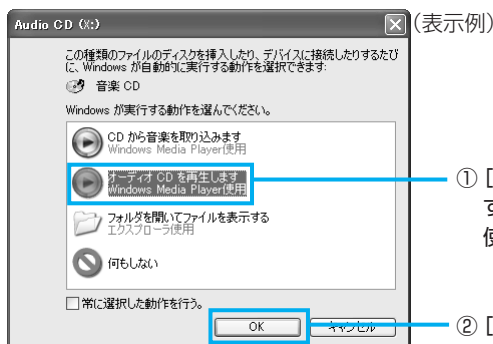 Audio CD (X:)
(表示例)
この種類のファイルのディスクを挿入したり、デバイスに接続したりするたび
に、Windows が自動的に実行する動作を選択できます:
音楽 CD
Windows が実行する動作を選んでください。
CD から音楽を取り込みます
Windows Media Player使用
オーディオ CD を再生します
Windows Media Player使用
① [
す
使
フォルダを開いてファイルを表示する
エクスプローラ使用
何もしない
常に選択した動作を行う。
OK
キャンセル
② [